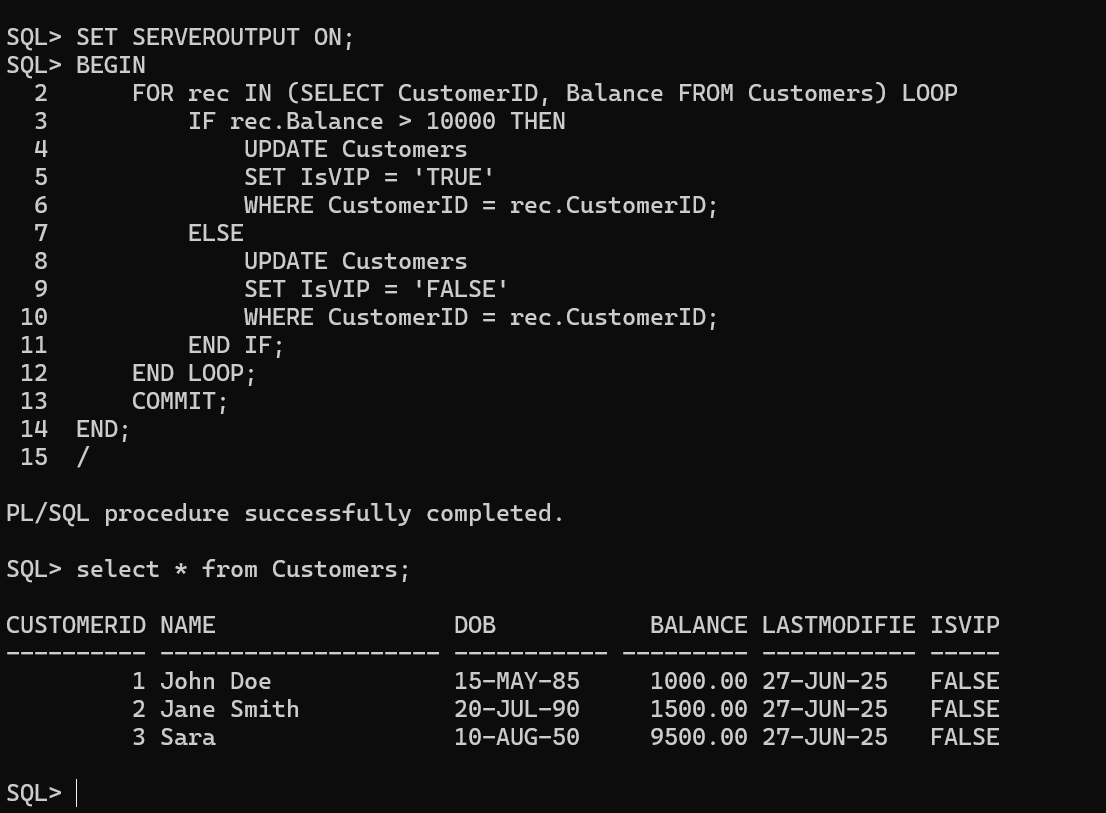 SQL> SET SERVEROUTPUT ON;
SQL> BEGIN
  2      FOR rec IN (SELECT CustomerID, Balance FROM Customers) LOOP
  3          IF rec.Balance > 10000 THEN
  4              UPDATE Customers
  5              SET IsVIP = 'TRUE'
  6              WHERE CustomerID = rec.CustomerID;
  7          ELSE
  8              UPDATE Customers
  9              SET IsVIP = 'FALSE'
 10              WHERE CustomerID = rec.CustomerID;
 11          END IF;
 12      END LOOP;
 13      COMMIT;
 14  END;
 15  /
PL/SQL procedure successfully completed.
SQL> select * from Customers;
CUSTOMERID NAME                 DOB           BALANCE LASTMODIFIE ISVIP
---------- -------------------- ----------- --------- ----------- -----
         1 John Doe             15-MAY-85     1000.00 27-JUN-25   FALSE
         2 Jane Smith           20-JUL-90     1500.00 27-JUN-25   FALSE
         3 Sara                 10-AUG-50     9500.00 27-JUN-25   FALSE
SQL>